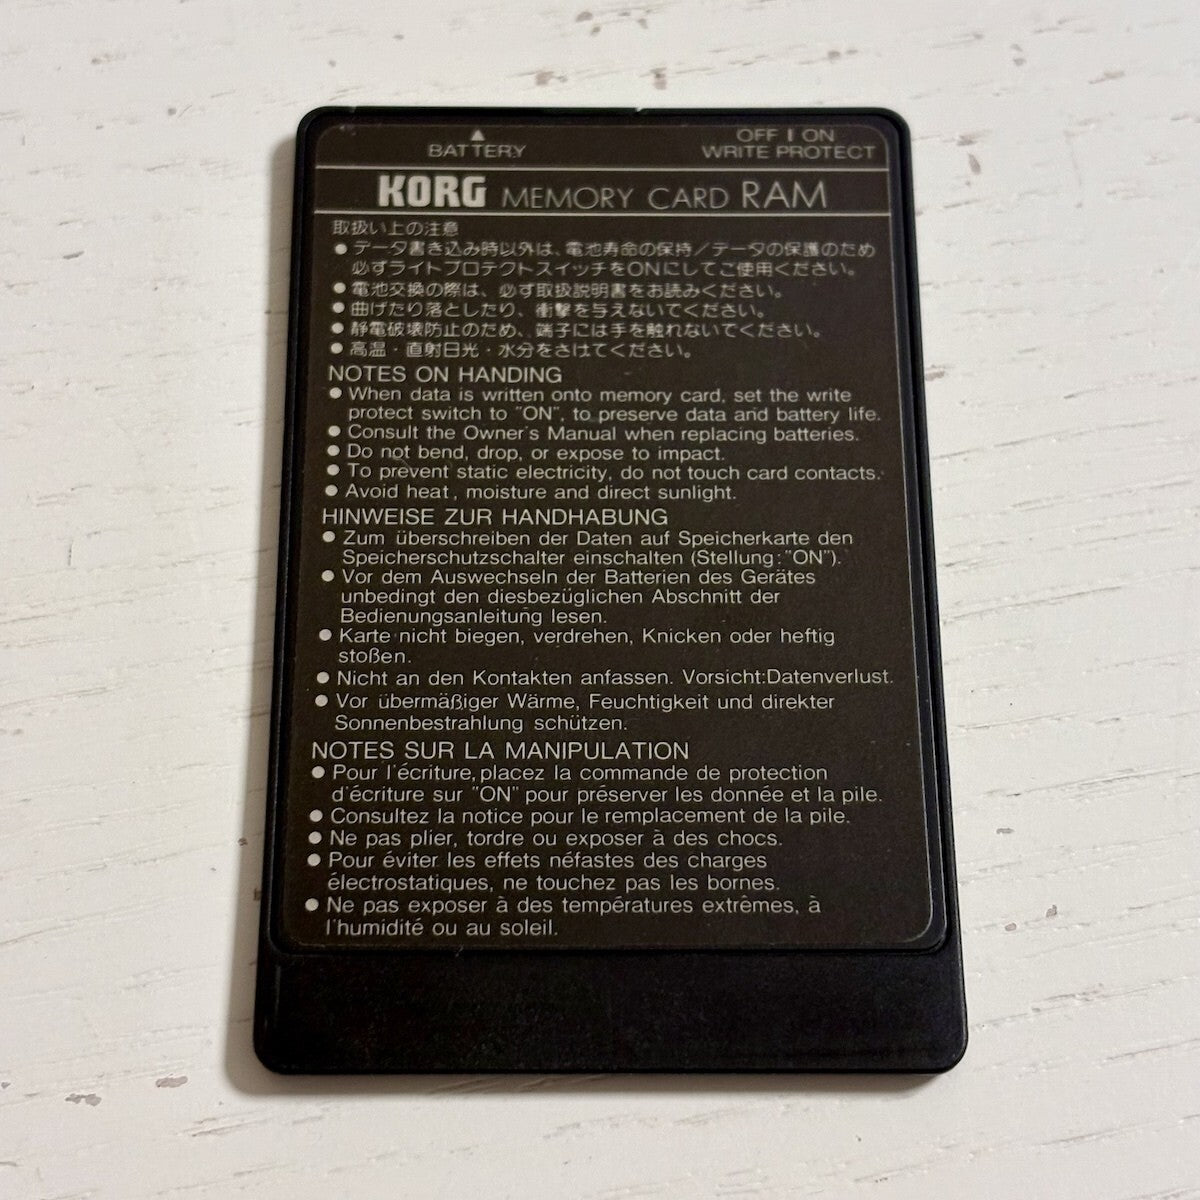 ▲
BATTERY
OFF ▮ ON
WRITE PROTECT
KORG MEMORY CARD RAM
取扱い上の注意
● データ書き込み時以外は、電池寿命の保持／データの保護のため
必ずライトプロテクトスイッチをONにしてご使用ください。
● 電池交換の際は、必ず取扱説明書をお読みください。
● 曲げたり落としたり、衝撃を与えないでください。
● 静電破壊防止のため、端子には手を触れないでください。
● 高温・直射日光・水分をさけてください。
NOTES ON HANDING
● When data is written onto memory card, set the write
protect switch to "ON", to preserve data and battery life.
● Consult the Owner's Manual when replacing batteries.
● Do not bend, drop, or expose to impact.
● To prevent static electricity, do not touch card contacts.
● Avoid heat, moisture and direct sunlight.
HINWEISE ZUR HANDHABUNG
● Zum überschreiben der Daten auf Speicherkarte den
Speicherschutzschalter einschalten (Stellung:"ON").
● Vor dem Auswechseln der Batterien des Gerätes
unbedingt den diesbezüglichen Abschnitt der
Bedienungsanleitung lesen.
● Karte nicht biegen, verdrehen, Knicken oder heftig
stoßen.
● Nicht an den Kontakten anfassen. Vorsicht:Datenverlust.
● Vor übermäßiger Wärme, Feuchtigkeit und direkter
Sonnenbestrahlung schützen.
NOTES SUR LA MANIPULATION
● Pour l'écriture, placez la commande de protection
d'écriture sur "ON" pour préserver les donnée et la pile.
● Consultez la notice pour le remplacement de la pile.
● Ne pas plier, tordre ou exposer à des chocs.
● Pour éviter les effets néfastes des charges
électrostatiques, ne touchez pas les bornes.
● Ne pas exposer à des températures extrêmes, à
l'humidité ou au soleil.